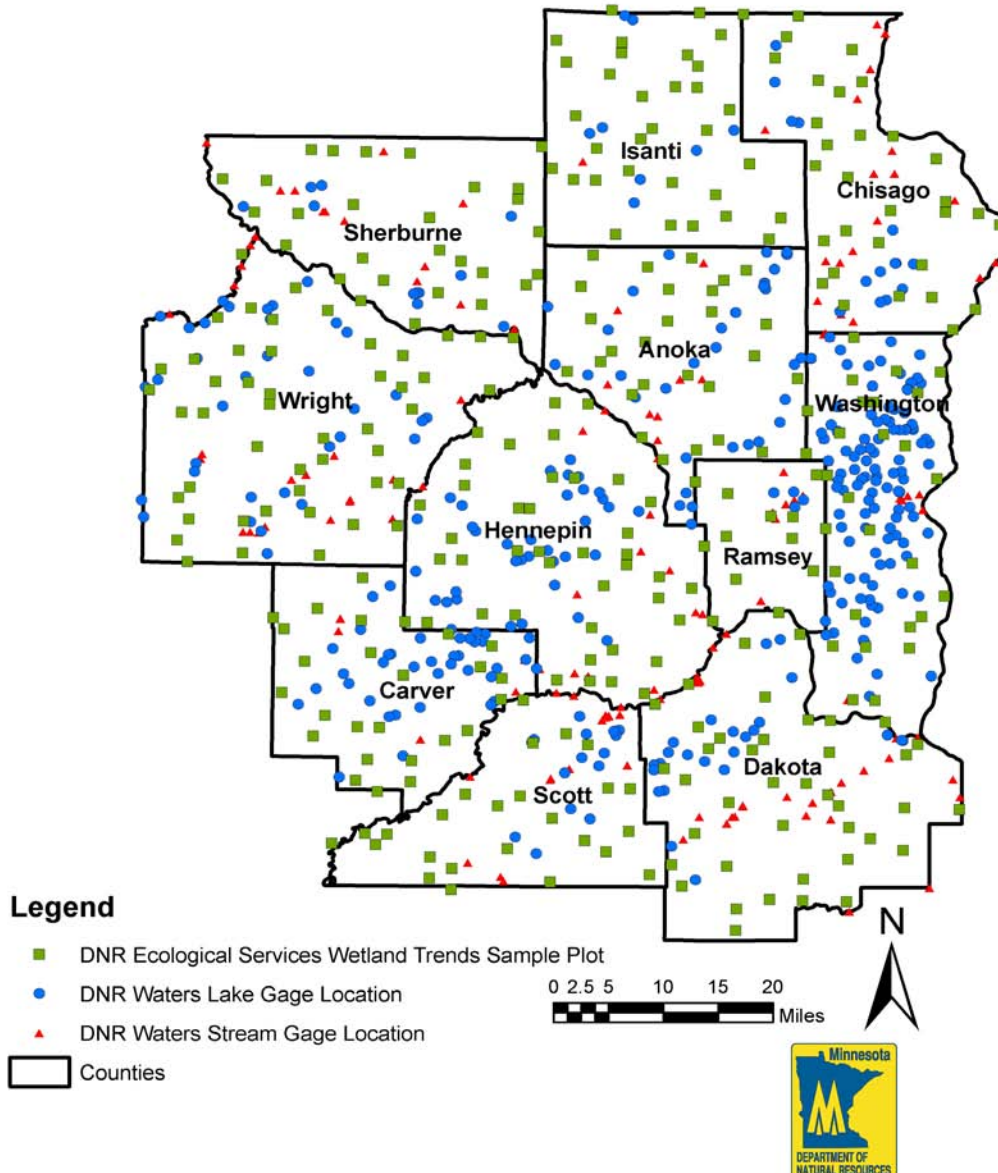 Isanti
Chisago
Sherburne
Anoka
Wright
Washington
Hennepin
Ramsey
Carver
Dakota
Scott
Legend
DNR Ecological Services Wetland Trends Sample Plot
DNR Waters Lake Gage Location
DNR Waters Stream Gage Location
Counties
N
0 2.5 5 10 15 20
Miles
Minnesota
DEPARTMENT OF
NATURAL RESOURCES